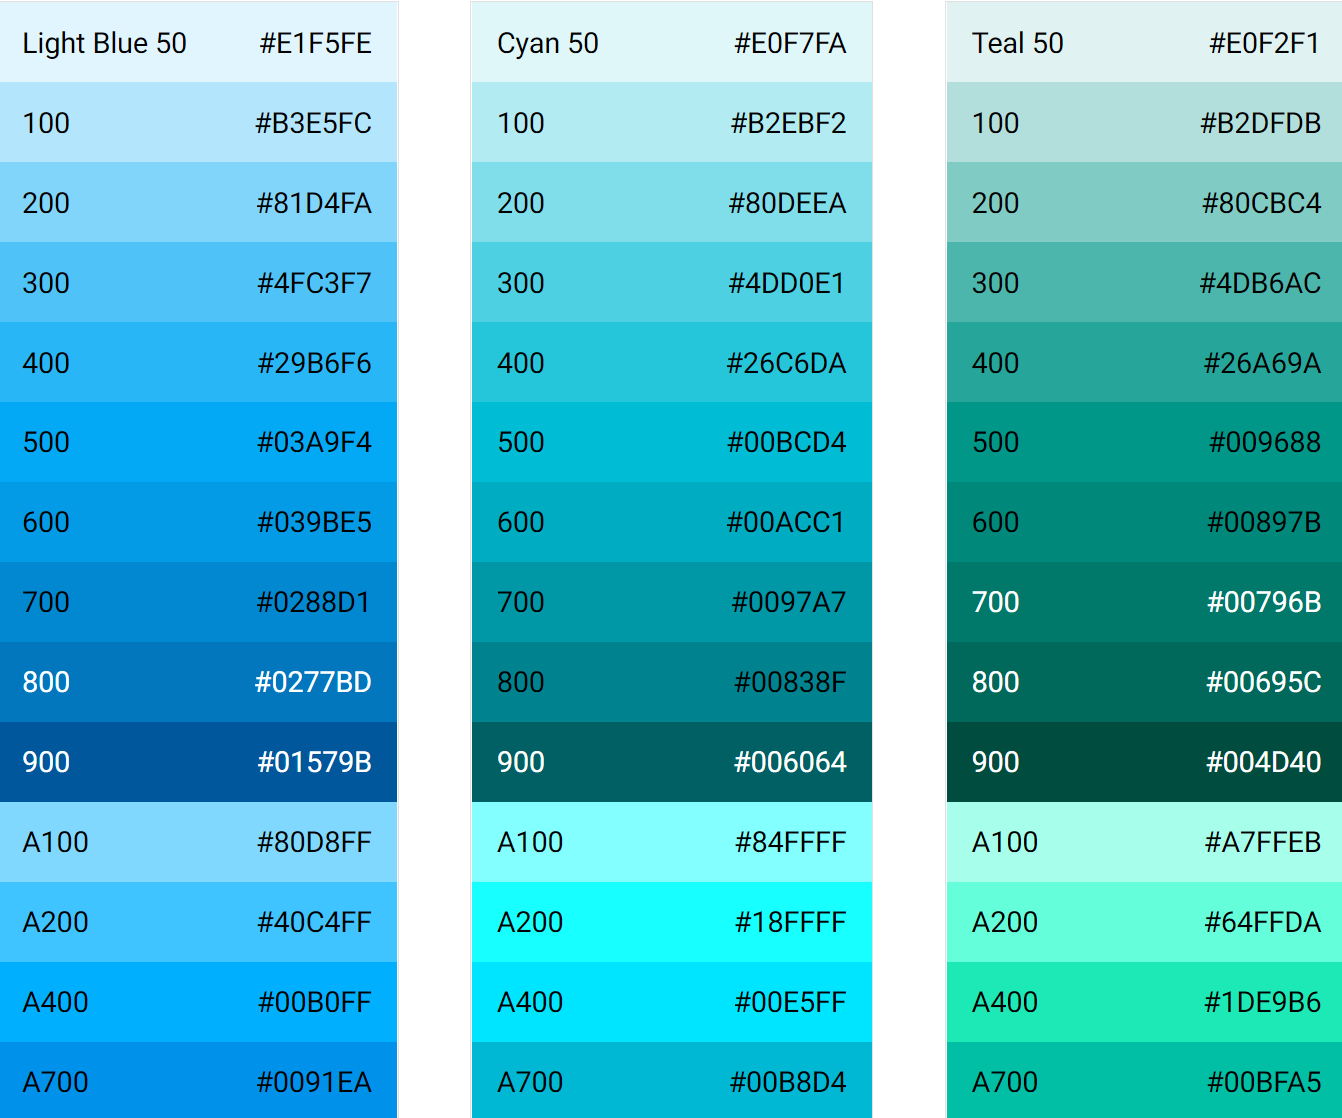 Light Blue 50 #E1F5FE
100 #B3E5FC
200 #81D4FA
300 #4FC3F7
400 #29B6F6
500 #03A9F4
600 #039BE5
700 #0288D1
800 #0277BD
900 #01579B
A100 #80D8FF
A200 #40C4FF
A400 #00B0FF
A700 #0091EA
Cyan 50 #E0F7FA
100 #B2EBF2
200 #80DEEA
300 #4DD0E1
400 #26C6DA
500 #00BCD4
600 #00ACC1
700 #0097A7
800 #00838F
900 #006064
A100 #84FFFF
A200 #18FFFF
A400 #00E5FF
A700 #00B8D4
Teal 50 #E0F2F1
100 #B2DFDB
200 #80CBC4
300 #4DB6AC
400 #26A69A
500 #009688
600 #00897B
700 #00796B
800 #00695C
900 #004D40
A100 #A7FFEB
A200 #64FFDA
A400 #1DE9B6
A700 #00BFA5